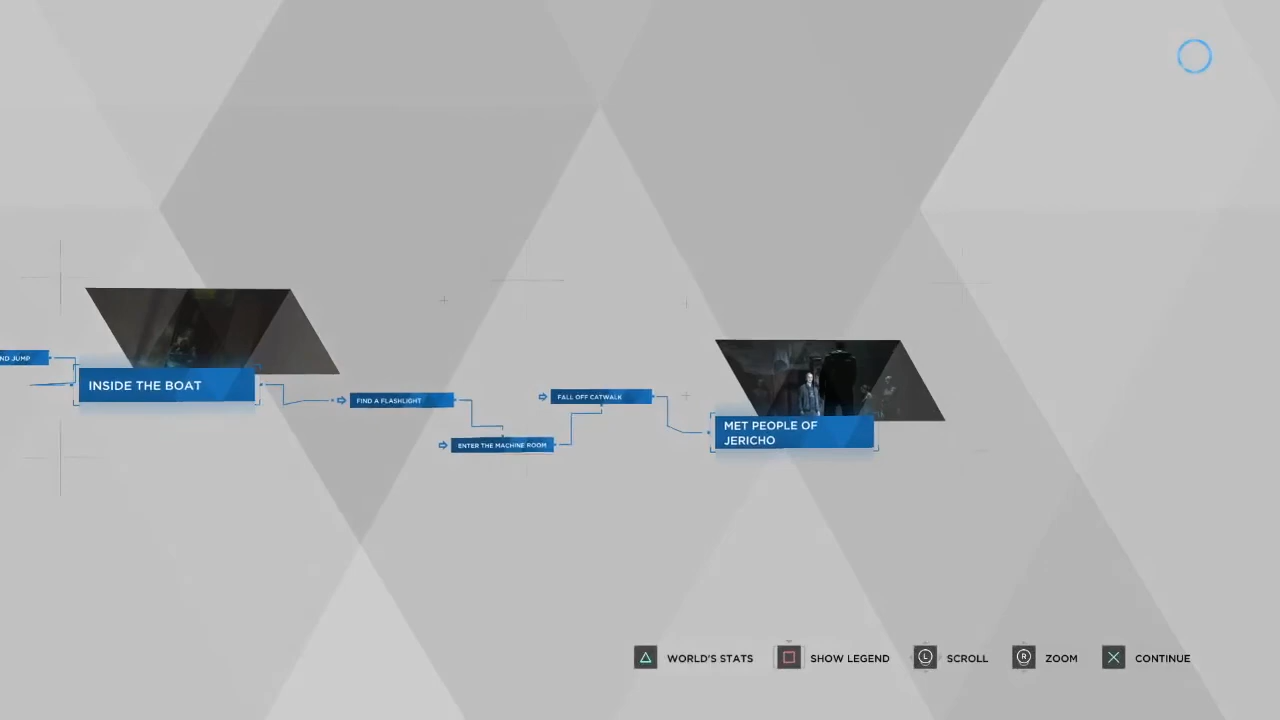 ND JUMP
INSIDE THE BOAT
FIND A FLASHLIGHT
ENTER THE MACHINE ROOM
FALL OFF CATWALK
MET PEOPLE OF
JERICHO
WORLD'S STATS
SHOW LEGEND
L
SCROLL
R
ZOOM
CONTINUE